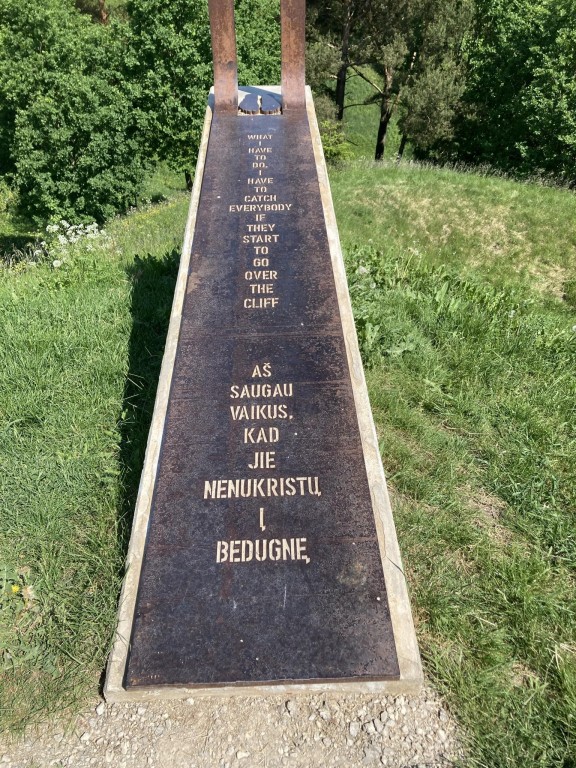 WHAT
I
HAVE
TO
DO,
I
HAVE
TO
CATCH
EVERYBODY
IF
THEY
START
TO
GO
OVER
THE
CLIFF
AŠ
SAUGAU
VAIKUS,
KAD
JIE
NENUKRISTŲ
Į
BEDUGNĘ,